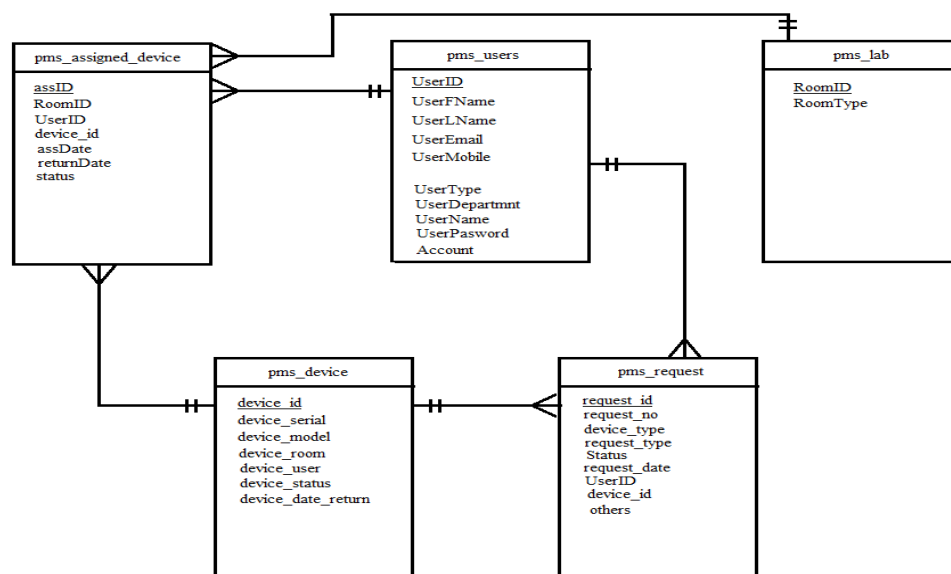 pms_assigned_device
assID
RoomID
UserID
device_id
assDate
returnDate
status
pms_users
UserID
UserFName
UserLName
UserEmail
UserMobile
UserType
UserDepartmnt
UserName
UserPasword
Account
pms_lab
RoomID
RoomType
pms_device
device_id
device_serial
device_model
device_room
device_user
device_status
device_date_return
pms_request
request_id
request_no
device_type
request_type
Status
request_date
UserID
device_id
others